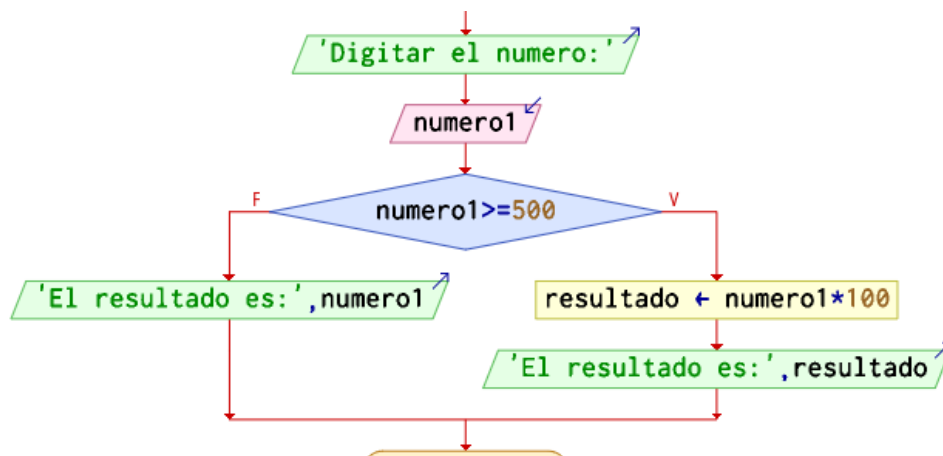 'Digitar el numero:'
numero1
F
numero1>=500
V
'El resultado es:',numero1
resultado ← numero1*100
'El resultado es:',resultado